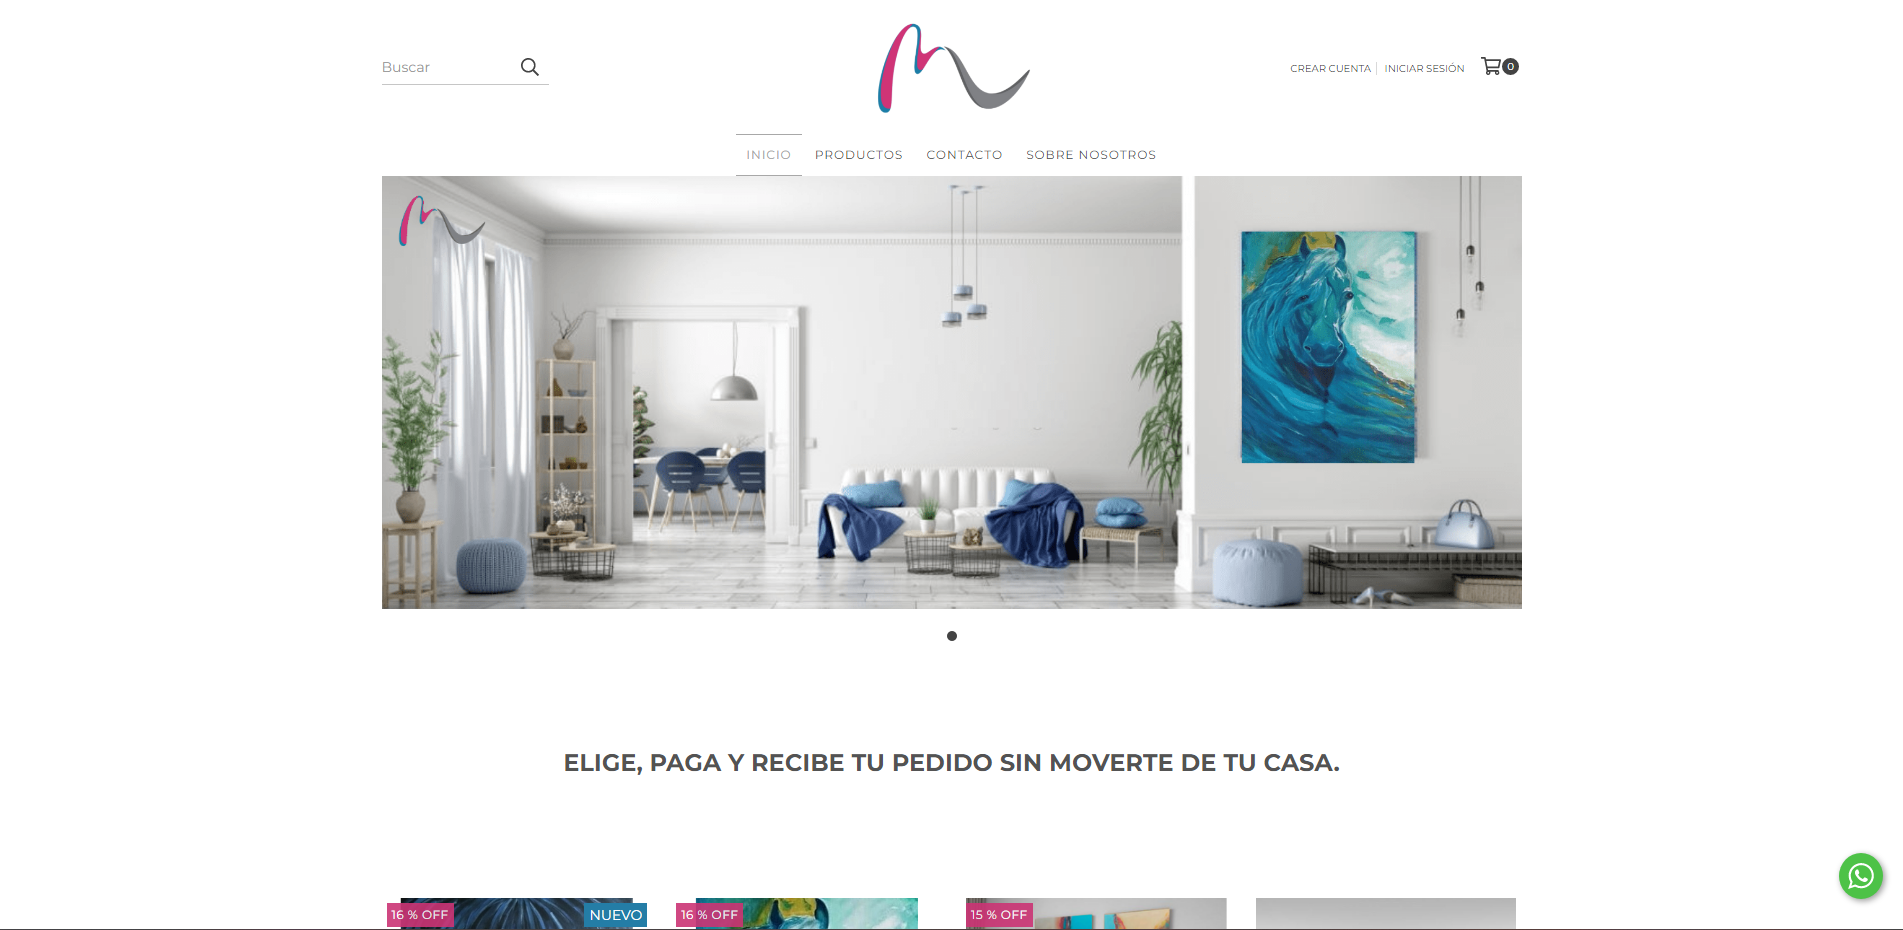 Buscar
CREAR CUENTA
INICIAR SESIÓN
0
INICIO
PRODUCTOS
CONTACTO
SOBRE NOSOTROS
ELIGE, PAGA Y RECIBE TU PEDIDO SIN MOVERTE DE TU CASA.
16 % OFF
NUEVO
16 % OFF
15 % OFF